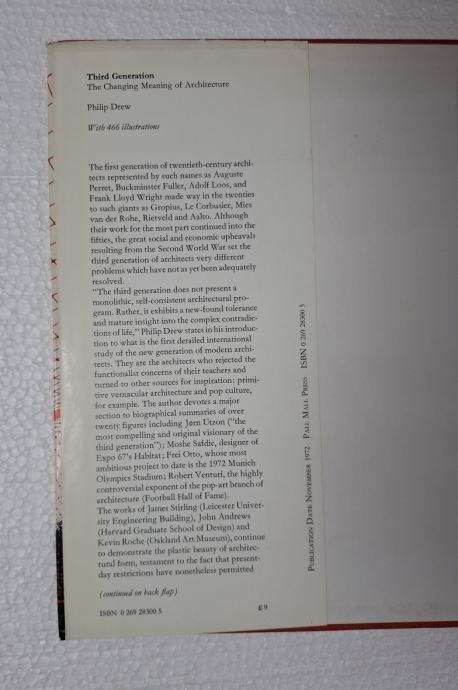 Third Generation
The Changing Meaning of Architecture
Philip Drew
With 466 illustrations
The first generation of twentieth-century archi-
tects represented by such names as Auguste
Perret, Buckminster Fuller, Adolf Loos, and
Frank Lloyd Wright made way in the twenties
to such giants as Gropius, Le Corbusier, Mies
van der Rohe, Rietveld and Aalto. Although
their work for the most part continued into the
fifties, the great social and economic upheavals
resulting from the Second World War set the
third generation of architects very different
problems which have not as yet been adequately
resolved.
"The third generation does not present a
monolithic, self-consistent architectural pro-
gram. Rather, it exhibits a new-found tolerance
and mature insight into the complex contradic-
tions of life," Philip Drew states in his introduc-
tion to what is the first detailed international
study of the new generation of modern archi-
tects. They are the architects who rejected the
functionalist concerns of their teachers and
turned to other sources for inspiration: primi-
tive vernacular architecture and pop culture,
for example. The author devotes a major
section to biographical summaries of over
twenty figures including Jørn Utzon ("the
most compelling and original visionary of the
third generation"); Moshe Safdie, designer of
Expo 67's Habitat; Frei Otto, whose most
ambitious project to date is the 1972 Munich
Olympics Stadium; Robert Venturi, the highly
controversial exponent of the pop-art branch of
architecture (Football Hall of Fame).
The works of James Stirling (Leicester Univer-
sity Engineering Building), John Andrews
(Harvard Graduate School of Design) and
Kevin Roche (Oakland Art Museum), continue
to demonstrate the plastic beauty of architec-
tural form, testament to the fact that present-
day restrictions have nonetheless permitted
(continued on back flap)
ISBN 0 269 28300 5 £9
Publication Date November 1972 Pall Mall Press ISBN 0 269 28300 5